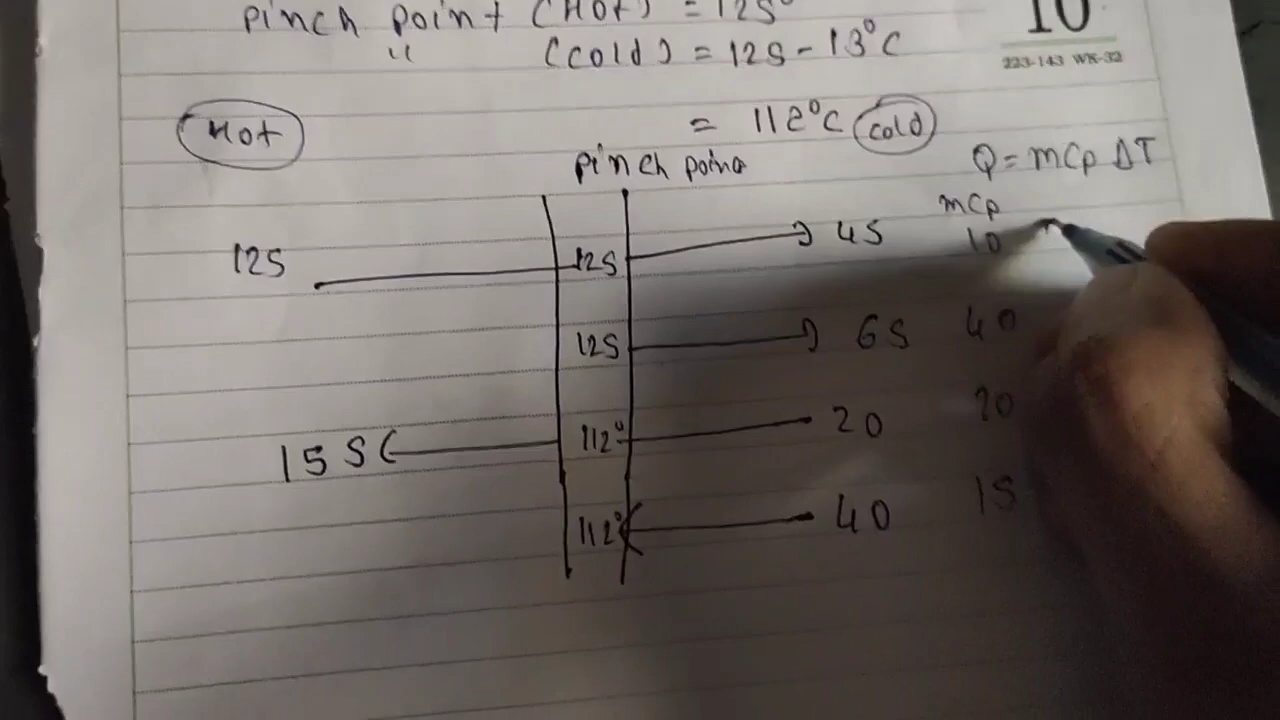 Pinch point (Hot) = 125°
" (cold) = 125 - 13°C
10
223-143 WK-32
= 112°C cold
Hot
pinch point
Q = mCp ΔT
mCp
125 125 45 10
125 65 40
155 112° 20 20
112° 40 15